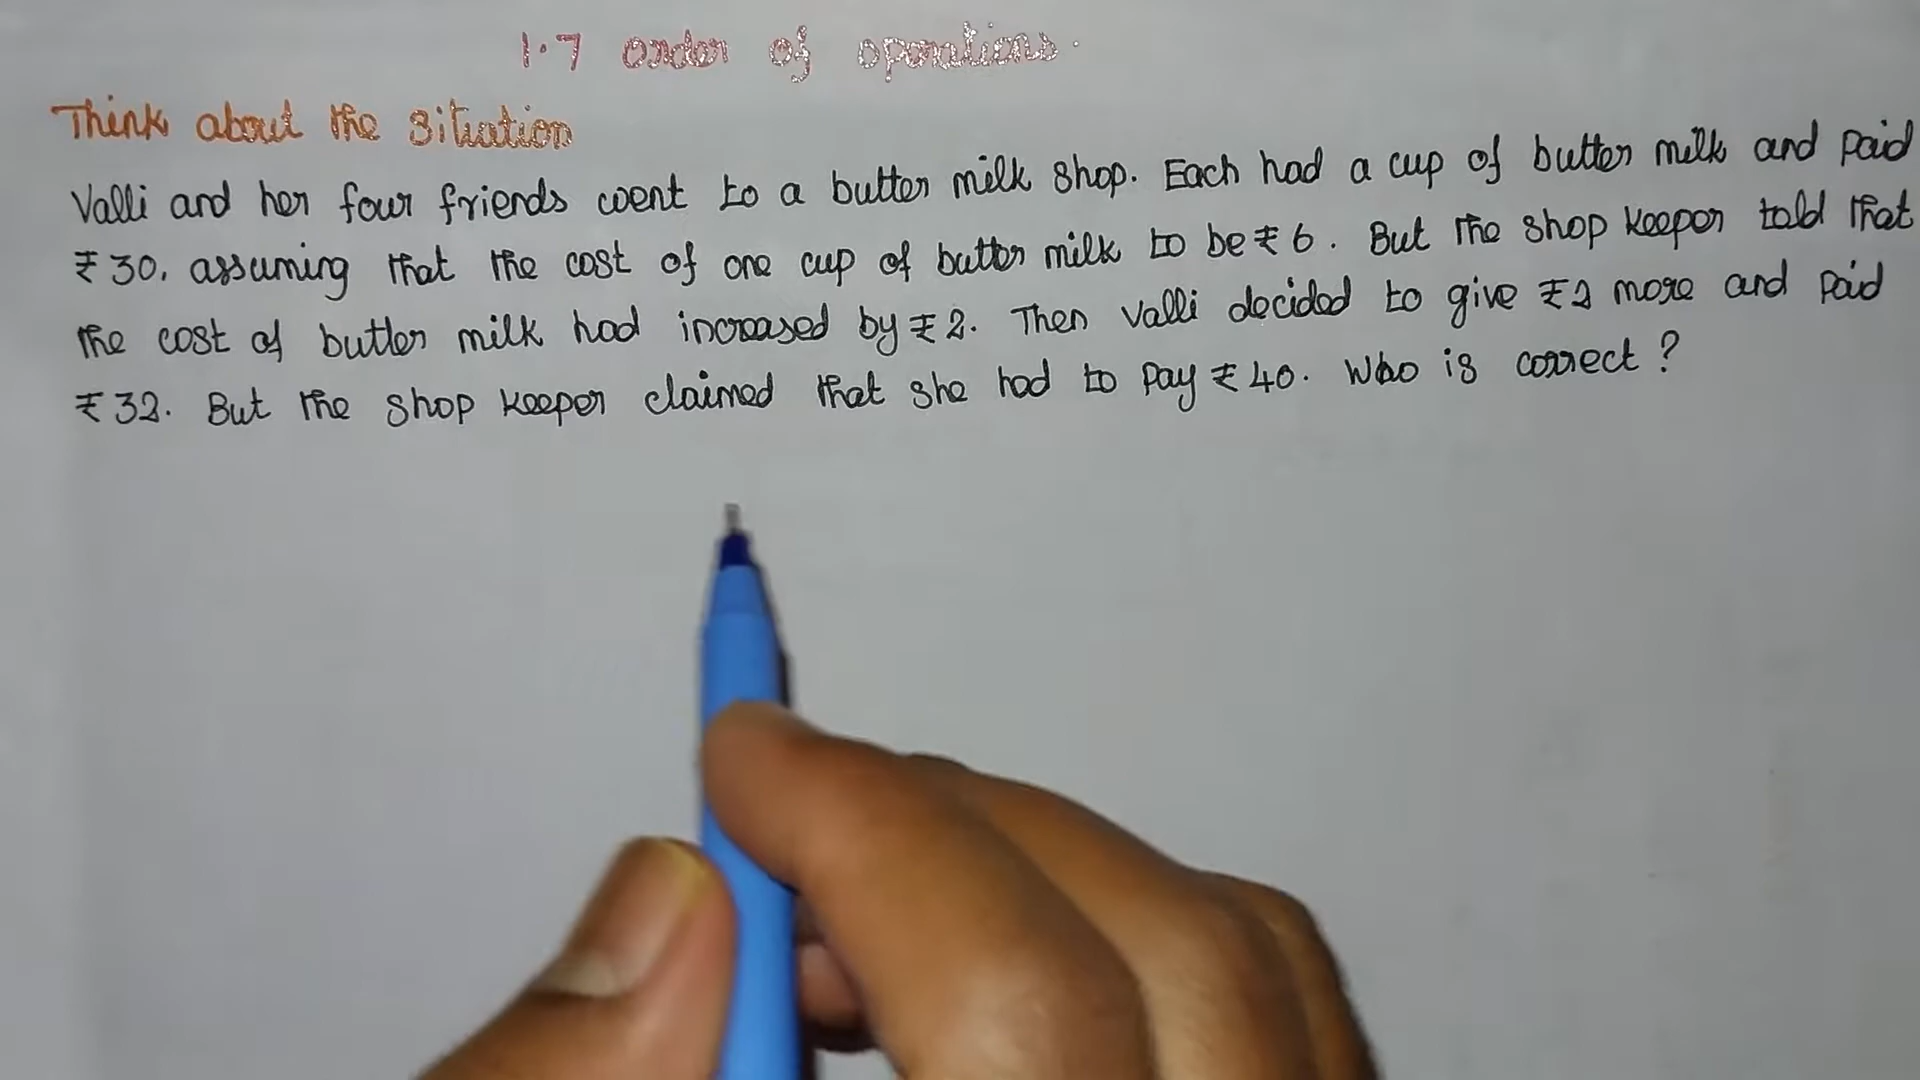 1.7 order of operations.
Think about the Situation
Valli and her four friends went to a butter milk shop. Each had a cup of butter milk and paid
₹30, assuming that the cost of one cup of butter milk to be ₹6. But the shop keeper told that
the cost of butter milk had increased by ₹2. Then Valli decided to give ₹2 more and paid
₹32. But the shop keeper claimed that she had to pay ₹40. Who is correct?